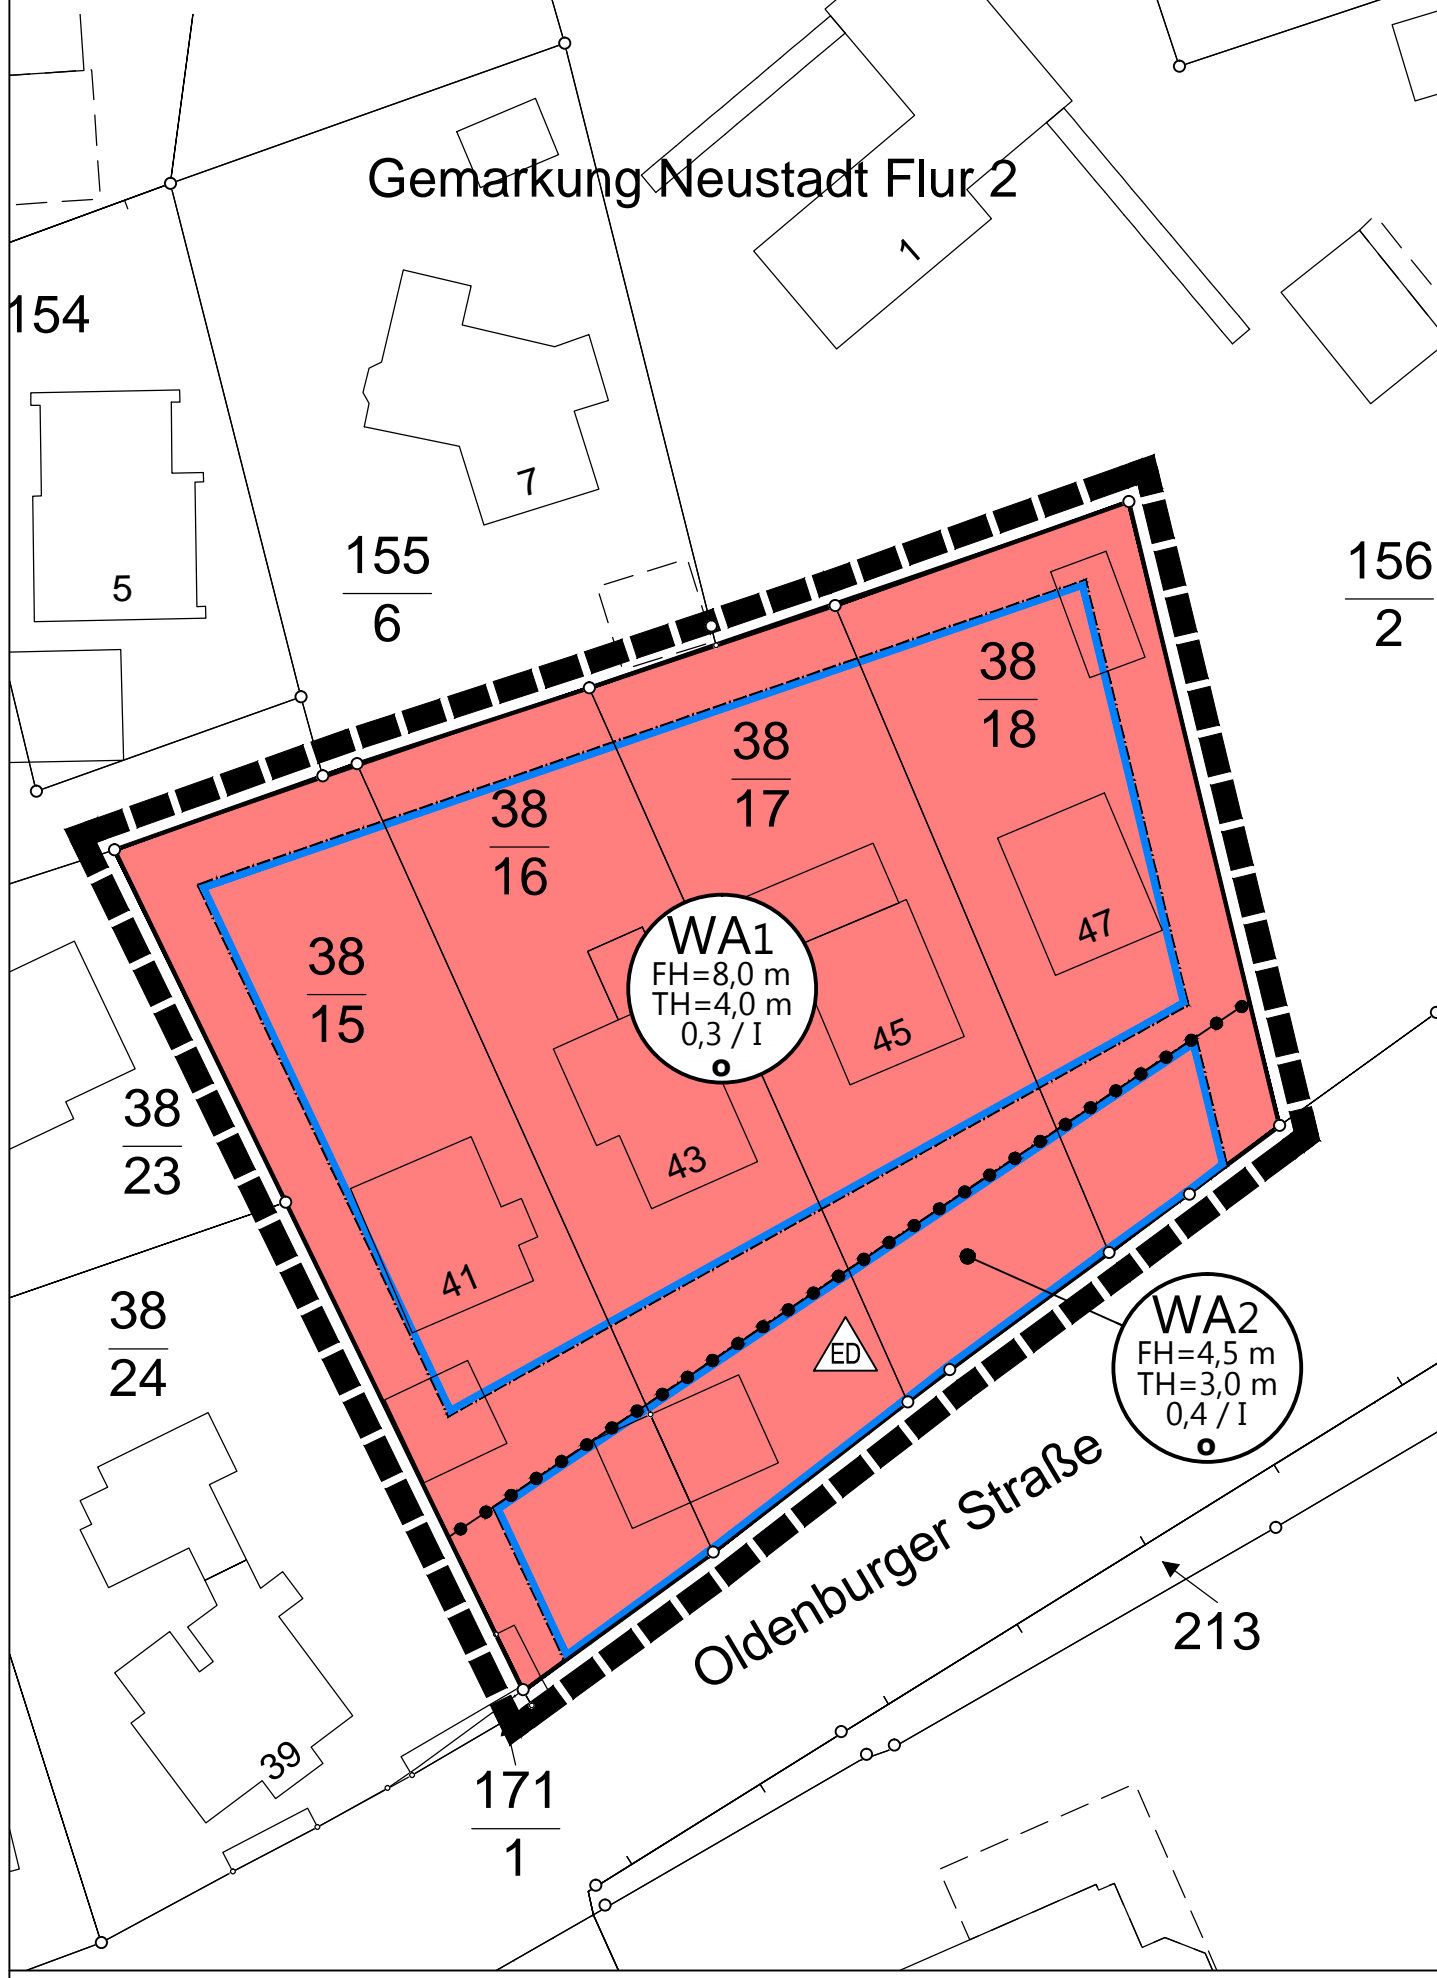 Gemarkung Neustadt Flur 2
1
154
7
5
155
6
156
2
38
18
38
17
38
16
38
15
47
WA1
FH=8,0 m
TH=4,0 m
0,3 / I
o
45
43
41
38
23
38
24
ED
WA2
FH=4,5 m
TH=3,0 m
0,4 / I
o
Oldenburger Straße
213
39
171
1